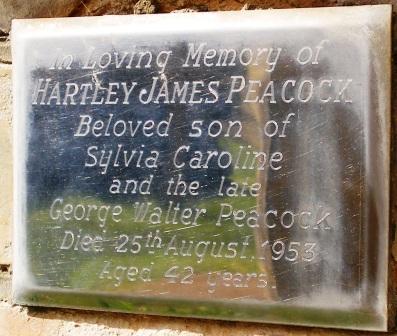 In Loving Memory of
HARTLEY JAMES PEACOCK
Beloved son of
Sylvia Caroline
and the late
George Walter Peacock
Died 25th August, 1953
Aged 42 years.